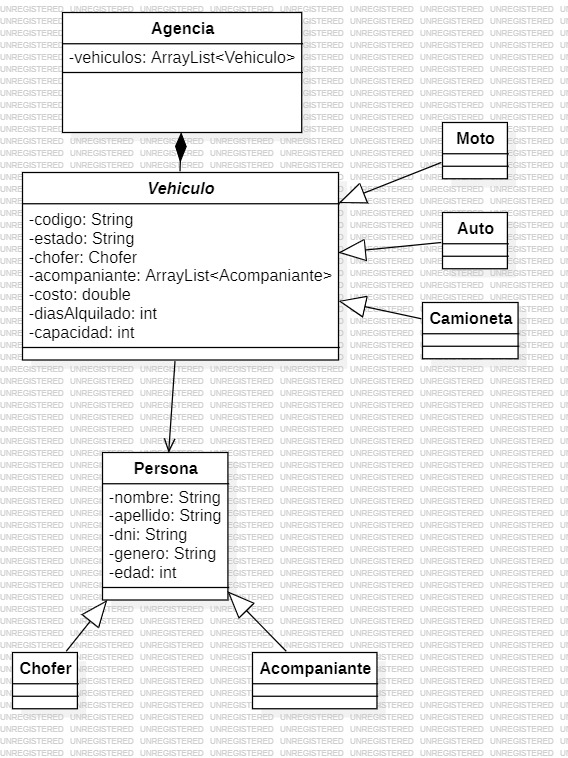 Agencia
-vehiculos: ArrayList<Vehiculo>
Vehiculo
-codigo: String
-estado: String
-chofer: Chofer
-acompaniante: ArrayList<Acompaniante>
-costo: double
-diasAlquilado: int
-capacidad: int
Moto
Auto
Camioneta
Persona
-nombre: String
-apellido: String
-dni: String
-genero: String
-edad: int
Chofer
Acompaniante
UNREGISTERED